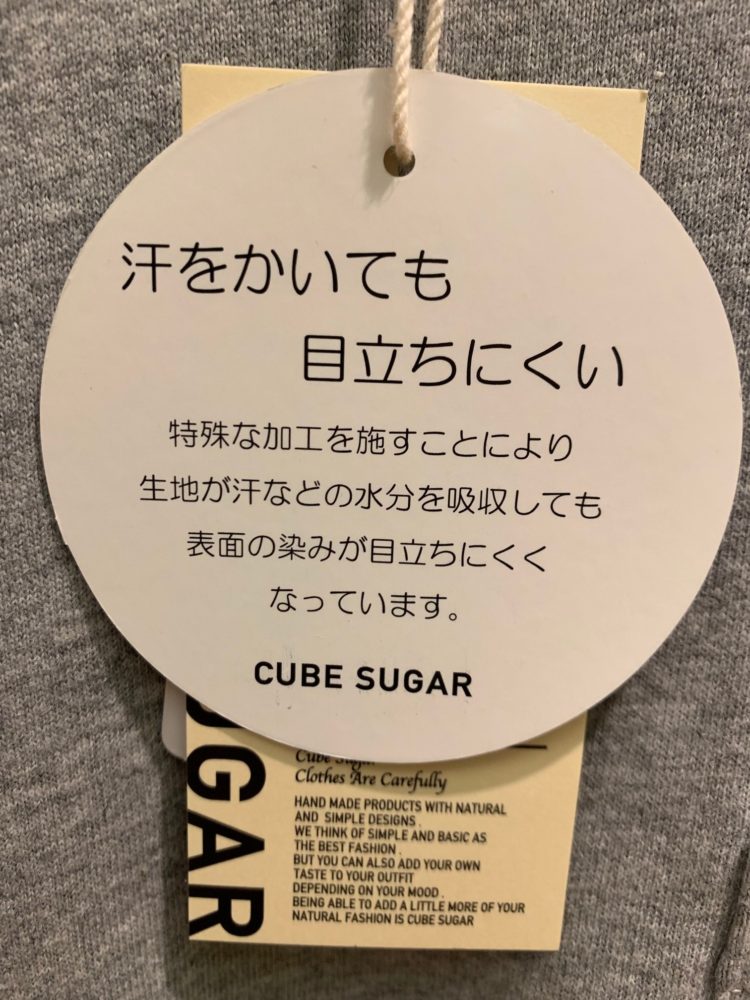 汗をかいても
目立ちにくい
特殊な加工を施すことにより
生地が汗などの水分を吸収しても
表面の染みが目立ちにくく
なっています。
CUBE SUGAR
UGAR
Cube Sugar
Clothes Are Carefully
HAND MADE PRODUCTS WITH NATURAL
AND SIMPLE DESIGNS .
WE THINK OF SIMPLE AND BASIC AS
THE BEST FASHION .
BUT YOU CAN ALSO ADD YOUR OWN
TASTE TO YOUR OUTFIT
DEPENDING ON YOUR MOOD .
BEING ABLE TO ADD A LITTLE MORE OF YOUR
NATURAL FASHION IS CUBE SUGAR